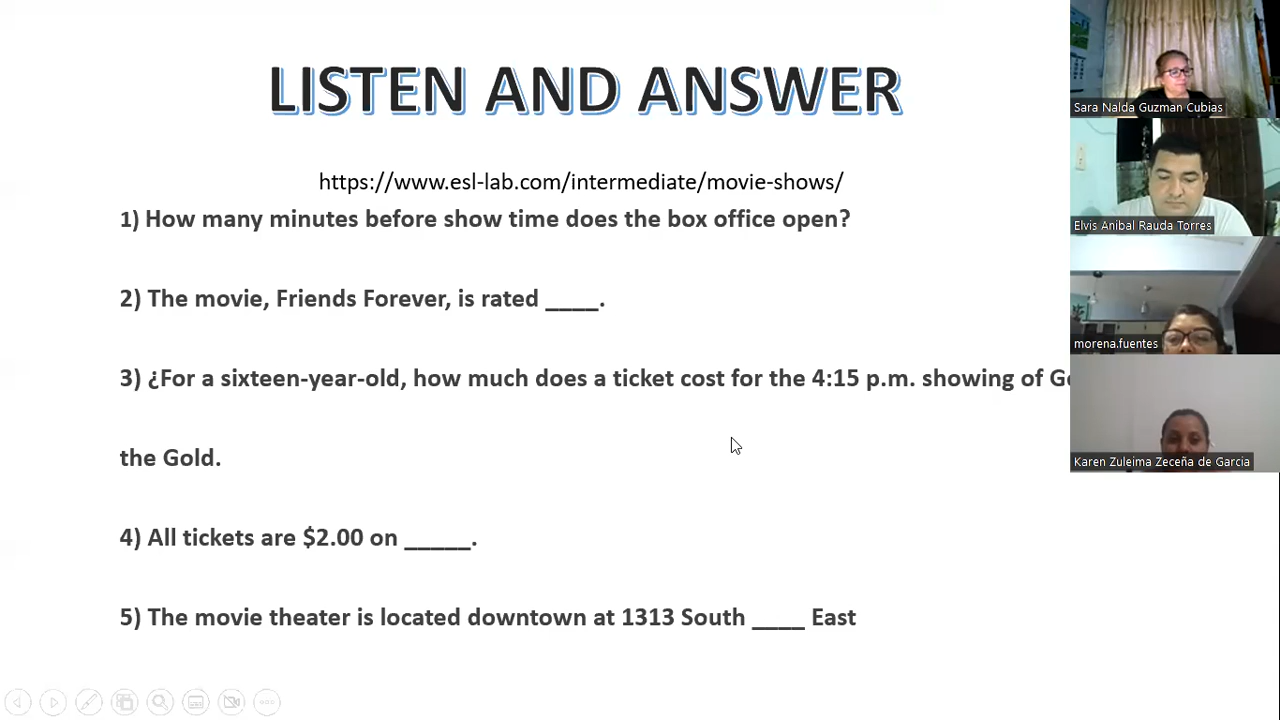 LISTEN AND ANSWER
https://www.esl-lab.com/intermediate/movie-shows/
1) How many minutes before show time does the box office open?
2) The movie, Friends Forever, is rated ____.
3) ¿For a sixteen-year-old, how much does a ticket cost for the 4:15 p.m. showing of
the Gold.
4) All tickets are $2.00 on _____.
5) The movie theater is located downtown at 1313 South ____ East
Sara Nalda Guzman Cubias
Elvis Anibal Rauda Torres
morena.fuentes
Karen Zuleima Zeceña de Garcia